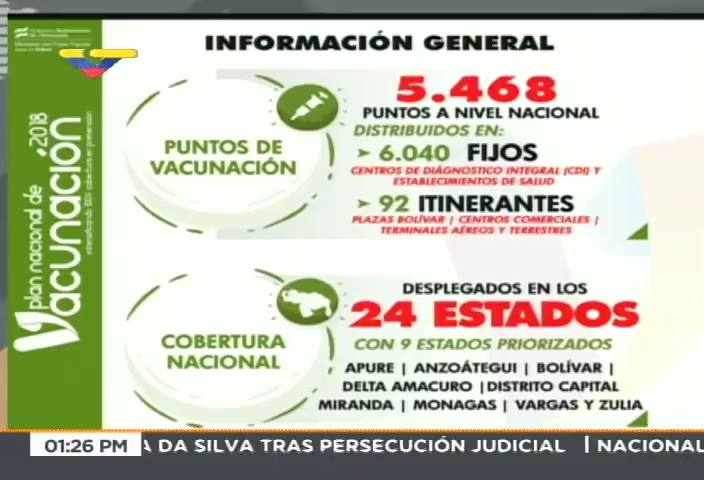 INFORMACIÓN GENERAL
plan nacional de
Vacunación
2018
PUNTOS DE
VACUNACIÓN
5.468
PUNTOS A NIVEL NACIONAL
DISTRIBUIDOS EN:
➤ 6.040 FIJOS
CENTROS DE DIÁGNOSTICO INTEGRAL (CDI) Y
ESTABLECIMIENTOS DE SALUD
➤ 92 ITINERANTES
PLAZAS BOLÍVAR | CENTROS COMERCIALES |
TERMINALES AÉREOS Y TERRESTRES
COBERTURA
NACIONAL
DESPLEGADOS EN LOS
24 ESTADOS
CON 9 ESTADOS PRIORIZADOS
APURE | ANZOÁTEGUI | BOLÍVAR |
DELTA AMACURO | DISTRITO CAPITAL
MIRANDA | MONAGAS | VARGAS Y ZULIA
01:26 PM
A DA SILVA TRAS PERSECUCIÓN JUDICIAL | NACIONAL